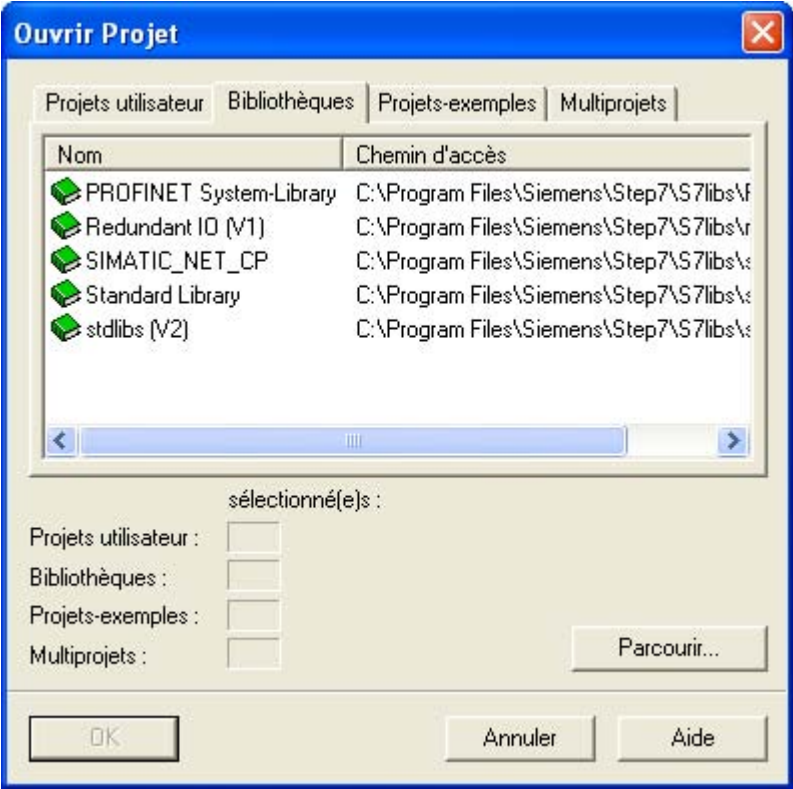 Ouvrir Projet
Projets utilisateur Bibliothèques Projets-exemples Multiprojets
Nom Chemin d'accès
PROFINET System-Library C:\Program Files\Siemens\Step7\S7libs\
Redundant IO (V1) C:\Program Files\Siemens\Step7\S7libs\r
SIMATIC_NET_CP C:\Program Files\Siemens\Step7\S7libs\s
Standard Library C:\Program Files\Siemens\Step7\S7libs\s
stdlibs (V2) C:\Program Files\Siemens\Step7\S7libs\s
sélectionné(e)s :
Projets utilisateur :
Bibliothèques :
Projets-exemples :
Multiprojets :
Parcourir...
OK Annuler Aide